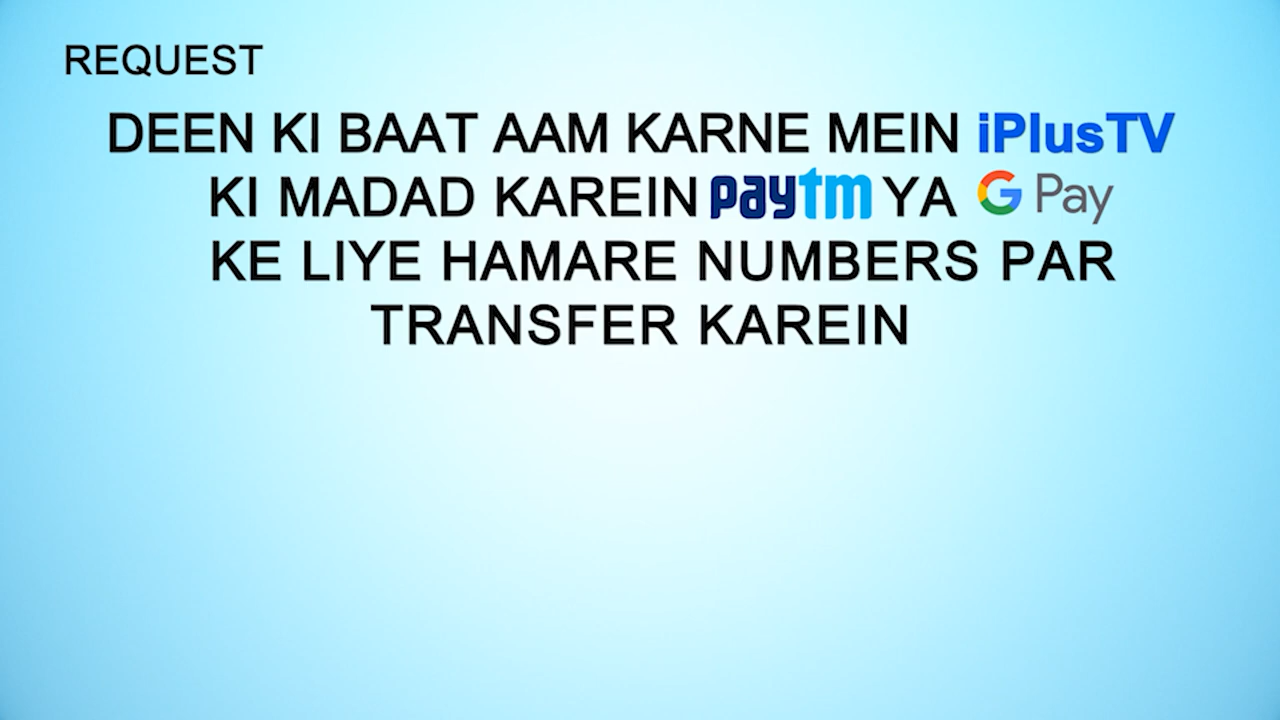 REQUEST
DEEN KI BAAT AAM KARNE MEIN iPlusTV
KI MADAD KAREIN paytm YA G Pay
KE LIYE HAMARE NUMBERS PAR
TRANSFER KAREIN